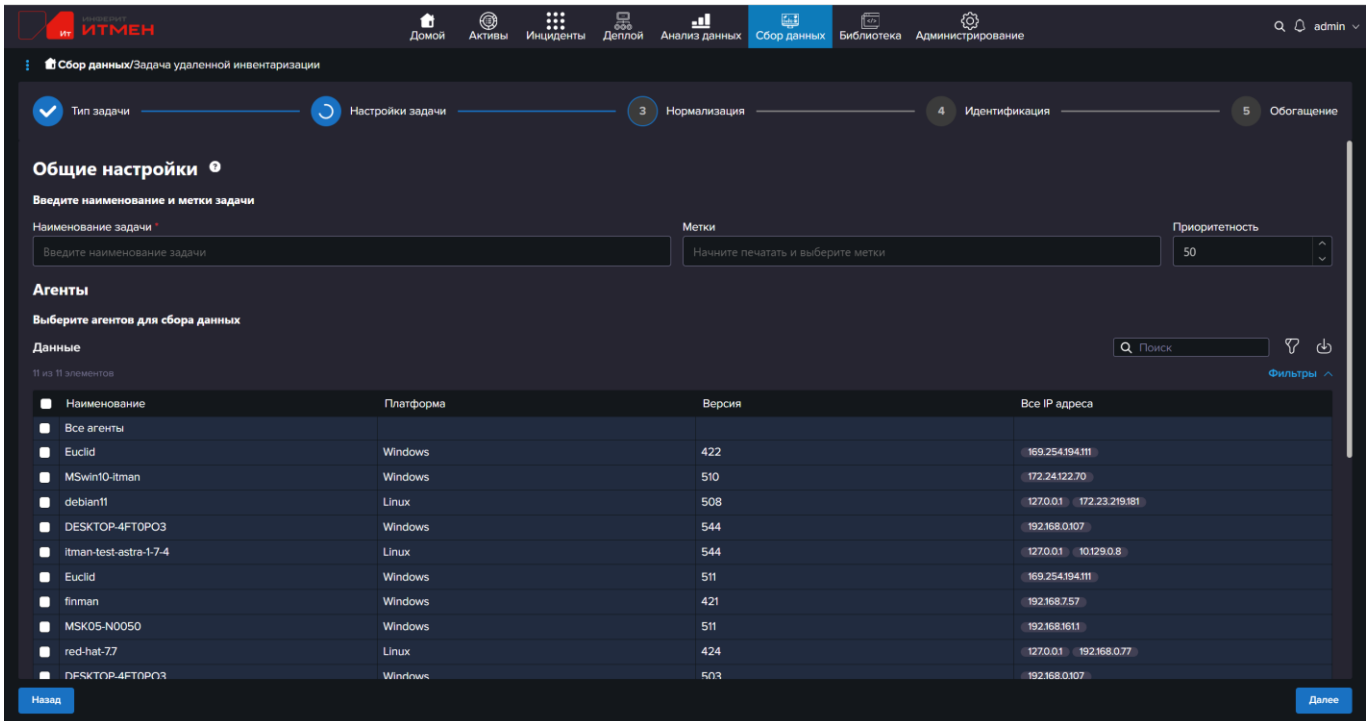 ИНФЕРИТ
ИТ ИТМЕН
Домой Активы Инциденты Деплой Анализ данных Сбор данных Библиотека Администрирование admin
Сбор данных/Задача удаленной инвентаризации
Тип задачи Настройки задачи 3 Нормализация 4 Идентификация 5 Обогащение
Общие настройки ?
Введите наименование и метки задачи
Наименование задачи * Метки Приоритетность
Введите наименование задачи Начните печатать и выберите метки 50
Агенты
Выберите агентов для сбора данных
Данные Поиск
11 из 11 элементов Фильтры
Наименование Платформа Версия Все IP адреса
Все агенты
Euclid Windows 422 169.254.194.111
MSwin10-itman Windows 510 172.24.122.70
debian11 Linux 508 127.0.0.1 172.23.219.181
DESKTOP-4FT0PO3 Windows 544 192.168.0.107
itman-test-astra-1-7-4 Linux 544 127.0.0.1 10.129.0.8
Euclid Windows 511 169.254.194.111
finman Windows 421 192.168.7.57
MSK05-N0050 Windows 511 192.168.161.1
red-hat-7.7 Linux 424 127.0.0.1 192.168.0.77
DESKTOP-4FT0PO3 Windows 503 192.168.0.107
Назад Далее